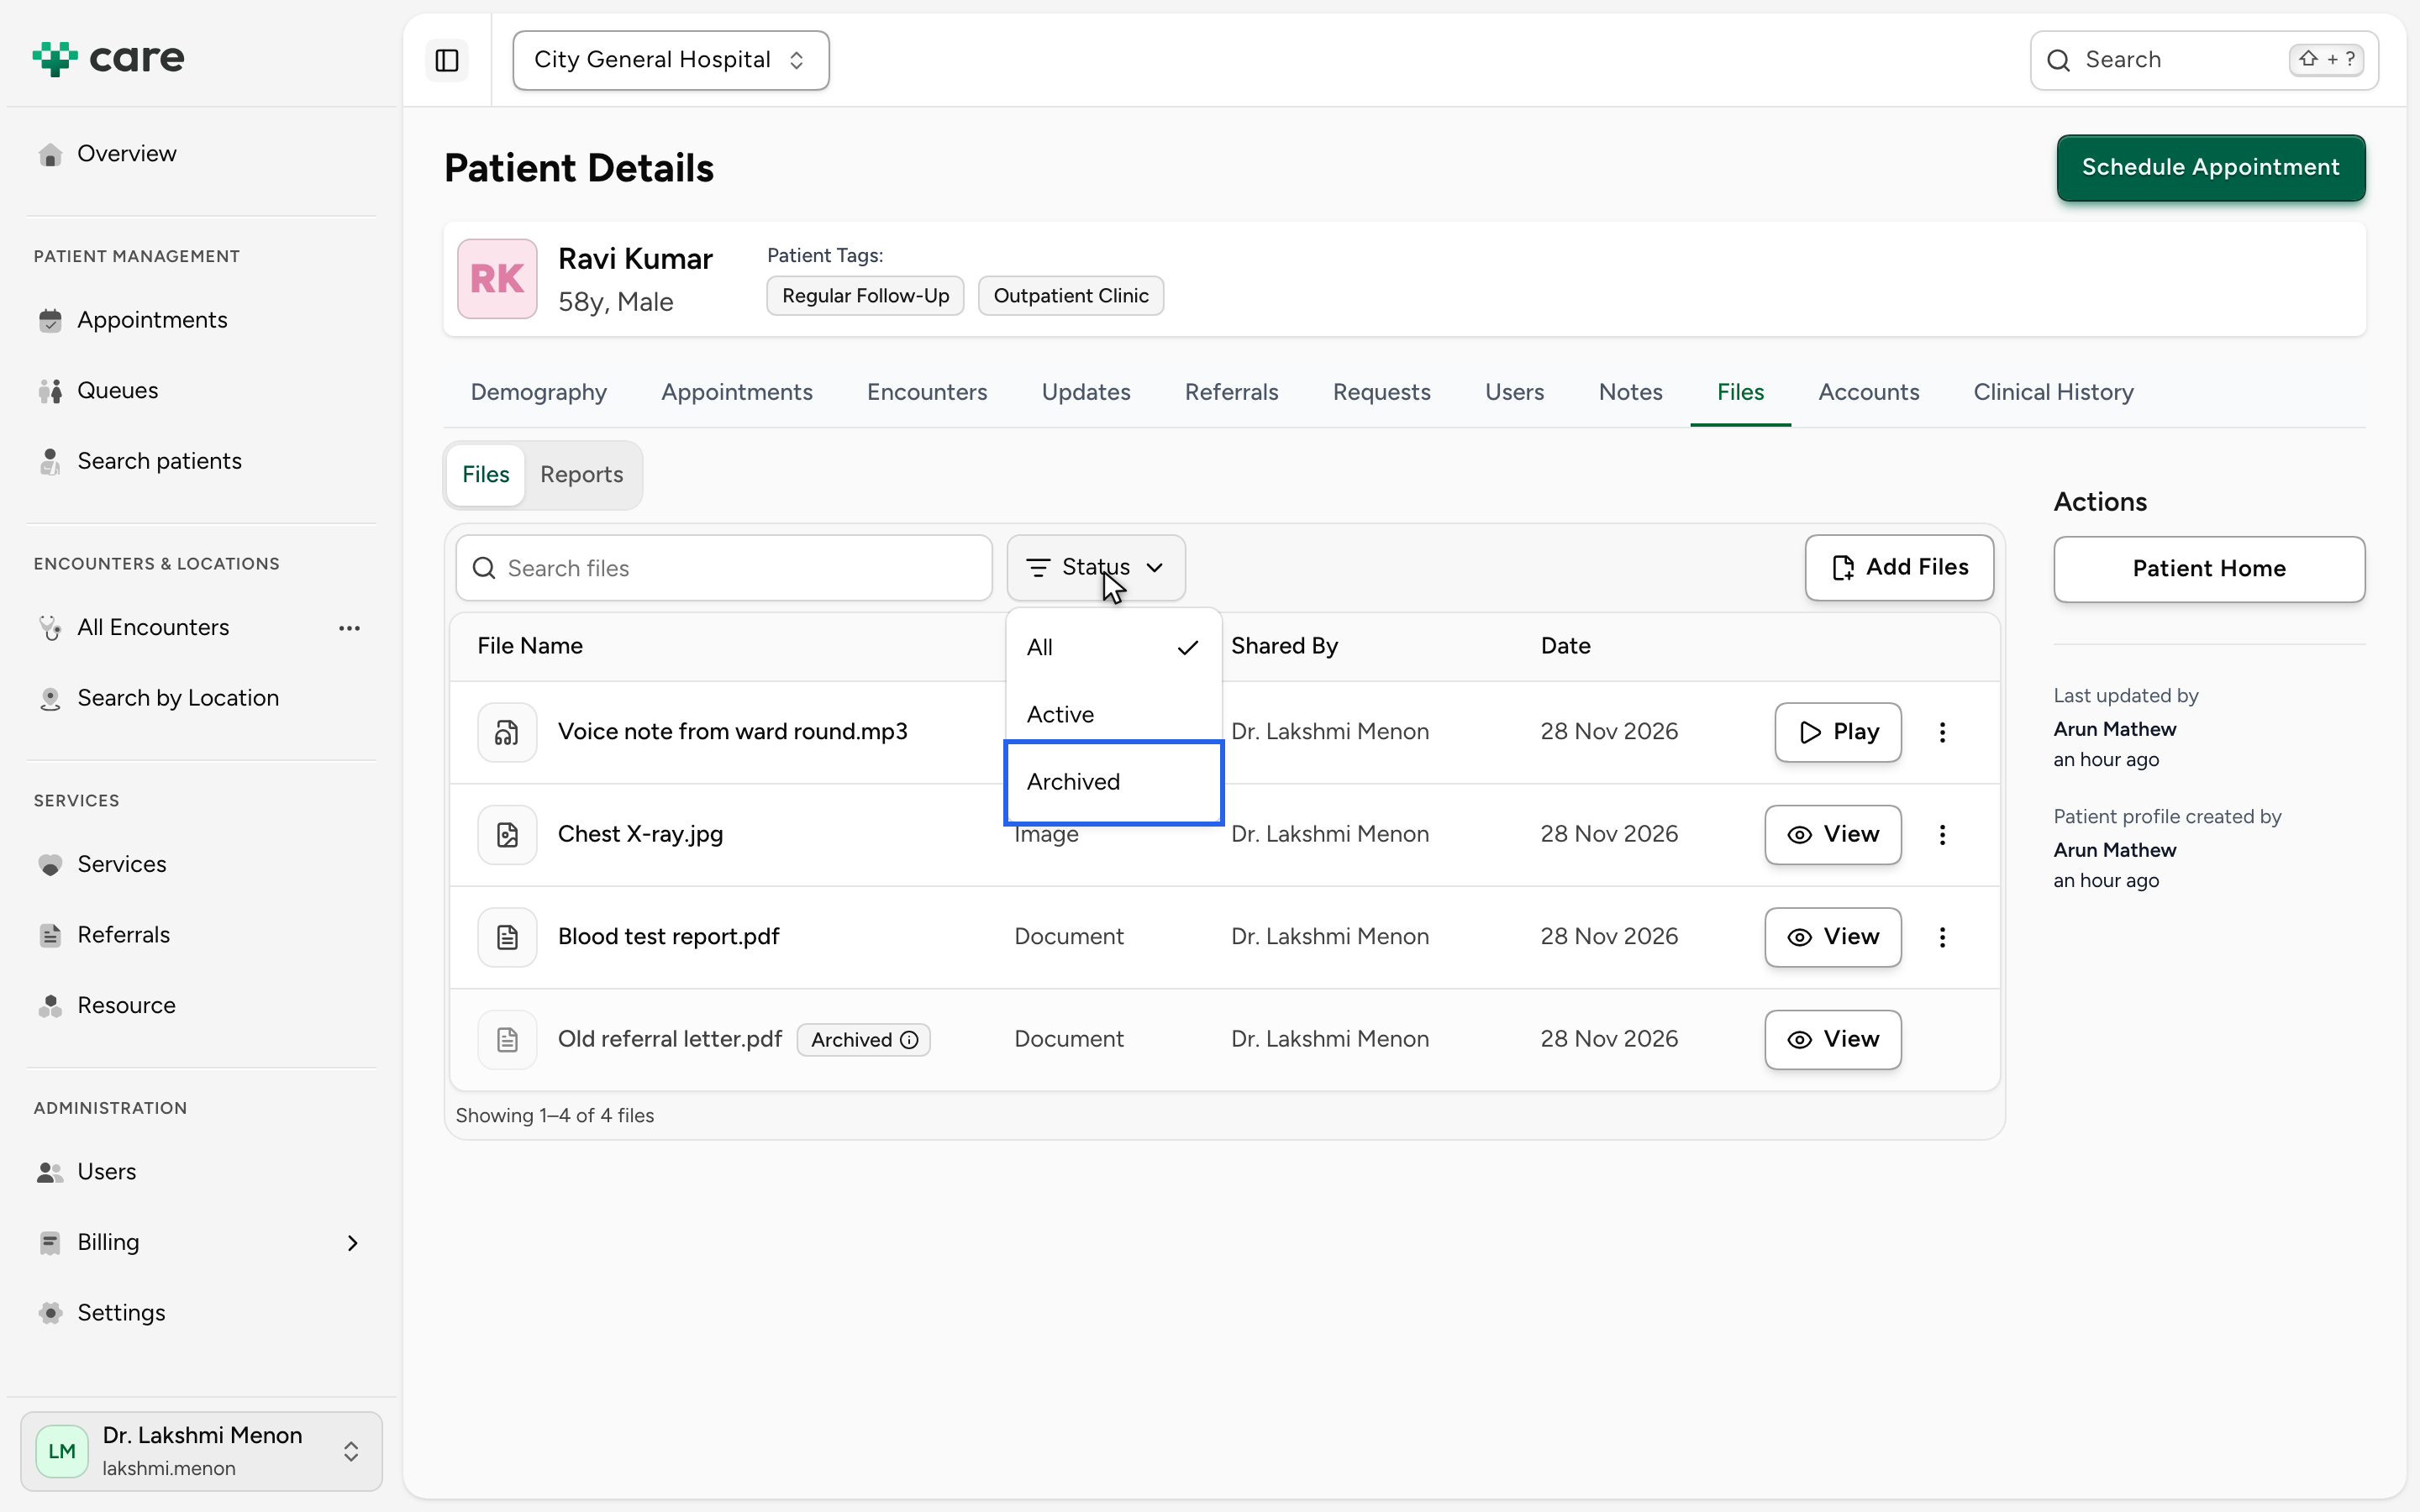 care
City General Hospital
Search
+ ?
Overview
PATIENT MANAGEMENT
Appointments
Queues
Search patients
ENCOUNTERS & LOCATIONS
All Encounters
Search by Location
SERVICES
Services
Referrals
Resource
ADMINISTRATION
Users
Billing
Settings
LM
Dr. Lakshmi Menon
lakshmi.menon
Patient Details
Schedule Appointment
RK
Ravi Kumar
58y, Male
Patient Tags:
Regular Follow-Up Outpatient Clinic
Demography Appointments Encounters Updates Referrals Requests Users Notes Files Accounts Clinical History
Files Reports
Search files
Status
Add Files
All
Active
Archived
File Name Shared By Date
Voice note from ward round.mp3 Dr. Lakshmi Menon 28 Nov 2026 Play
Chest X-ray.jpg Image Dr. Lakshmi Menon 28 Nov 2026 View
Blood test report.pdf Document Dr. Lakshmi Menon 28 Nov 2026 View
Old referral letter.pdf Archived Document Dr. Lakshmi Menon 28 Nov 2026 View
Showing 1–4 of 4 files
Actions
Patient Home
Last updated by
Arun Mathew
an hour ago
Patient profile created by
Arun Mathew
an hour ago